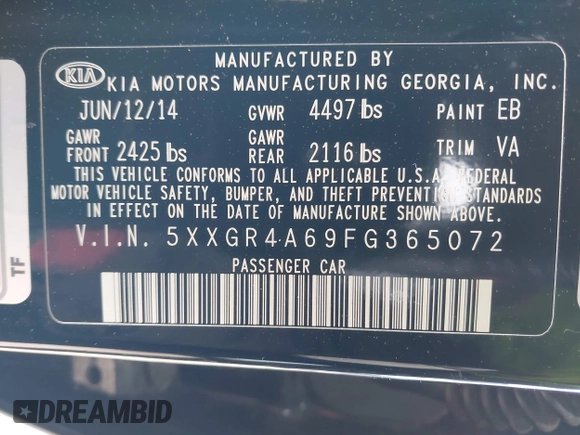 MANUFACTURED BY
KIA KIA MOTORS MANUFACTURING GEORGIA, INC.
JUN/12/14 GVWR 4497 lbs PAINT EB
GAWR FRONT 2425 lbs GAWR REAR 2116 lbs TRIM VA
THIS VEHICLE CONFORMS TO ALL APPLICABLE U.S.A. FEDERAL
MOTOR VEHICLE SAFETY, BUMPER, AND THEFT PREVENTION STANDARDS
IN EFFECT ON THE DATE OF MANUFACTURE SHOWN ABOVE.
V.I.N. 5XXGR4A69FG365072
PASSENGER CAR
TF
DREAMBID